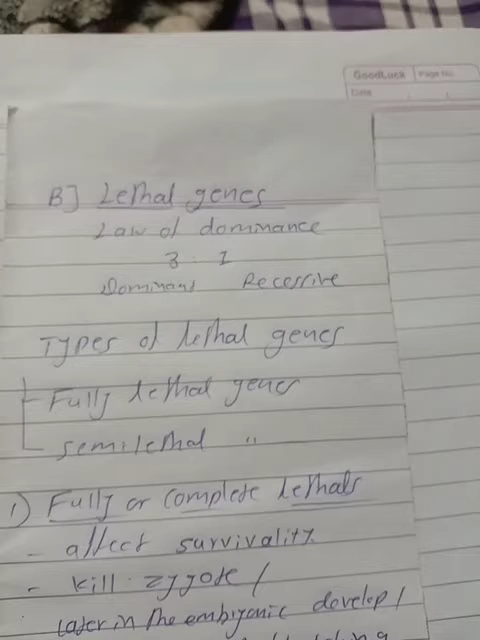 GoodLuck Page No.
Date
B] Lethal genes
Law of dominance
3 : 1
Dominant Recessive
Types of lethal genes
Fully lethal genes
semilethal "
1) Fully or complete lethals
- affect survivality.
- kill zygote /
later in the embryonic develop /